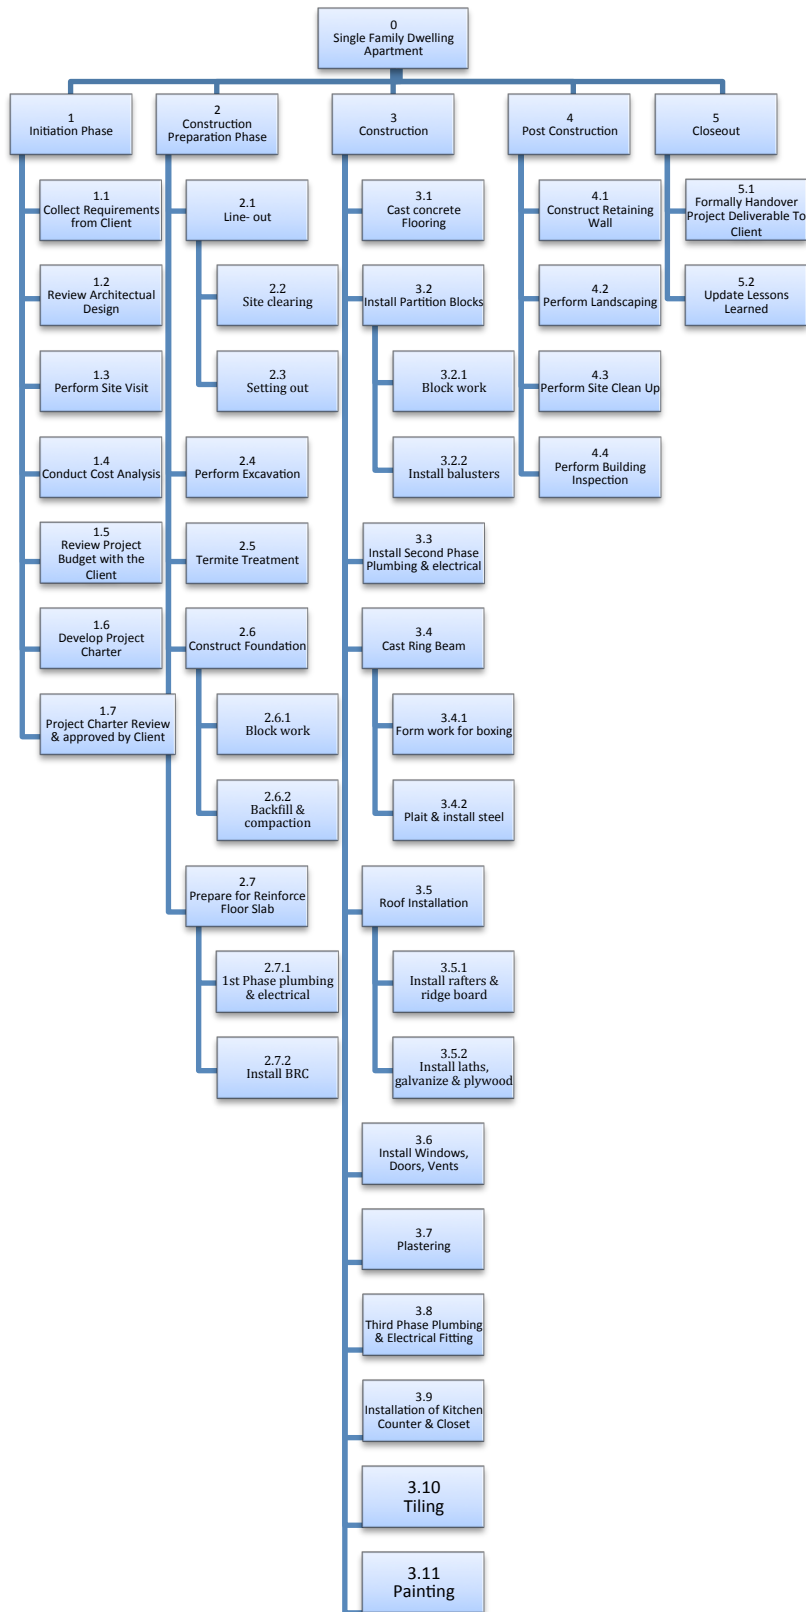 0
Single Family Dwelling
Apartment
1
Initiation Phase
2
Construction
Preparation Phase
3
Construction
4
Post Construction
5
Closeout
1.1
Collect Requirements
from Client
1.2
Review Architectual
Design
1.3
Perform Site Visit
1.4
Conduct Cost Analysis
1.5
Review Project
Budget with the
Client
1.6
Develop Project
Charter
1.7
Project Charter Review
& approved by Client
2.1
Line- out
2.2
Site clearing
2.3
Setting out
2.4
Perform Excavation
2.5
Termite Treatment
2.6
Construct Foundation
2.6.1
Block work
2.6.2
Backfill &
compaction
2.7
Prepare for Reinforce
Floor Slab
2.7.1
1st Phase plumbing
& electrical
2.7.2
Install BRC
3.1
Cast concrete
Flooring
3.2
Install Partition Blocks
3.2.1
Block work
3.2.2
Install balusters
3.3
Install Second Phase
Plumbing & electrical
3.4
Cast Ring Beam
3.4.1
Form work for boxing
3.4.2
Plait & install steel
3.5
Roof Installation
3.5.1
Install rafters &
ridge board
3.5.2
Install laths,
galvanize & plywood
3.6
Install Windows,
Doors, Vents
3.7
Plastering
3.8
Third Phase Plumbing
& Electrical Fitting
3.9
Installation of Kitchen
Counter & Closet
3.10
Tiling
3.11
Painting
4.1
Construct Retaining
Wall
4.2
Perform Landscaping
4.3
Perform Site Clean Up
4.4
Perform Building
Inspection
5.1
Formally Handover
Project Deliverable To
Client
5.2
Update Lessons
Learned